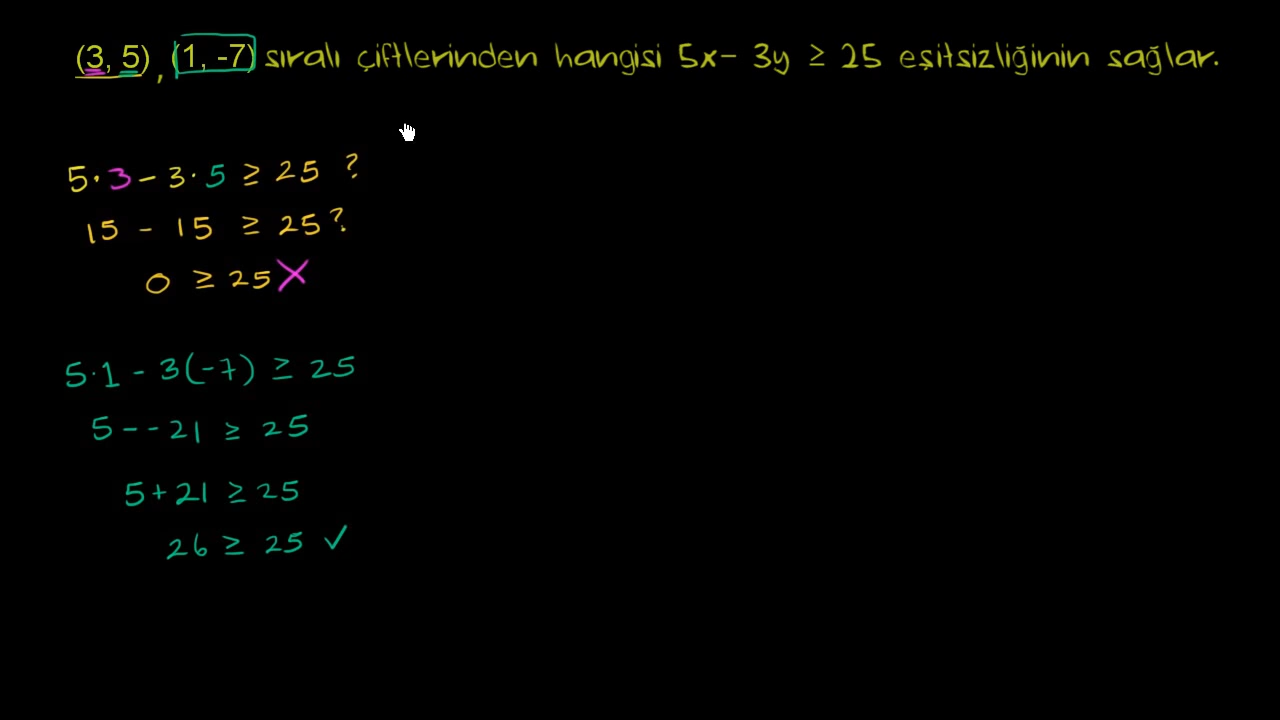 (3, 5), (1, -7) sıralı çiftlerinden hangisi 5x - 3y ≥ 25 eşitsizliğinin sağlar.
5·3 - 3·5 ≥ 25 ?
15 - 15 ≥ 25?
0 ≥ 25 X
5·1 - 3(-7) ≥ 25
5 - - 21 ≥ 25
5 + 21 ≥ 25
26 ≥ 25 ✓